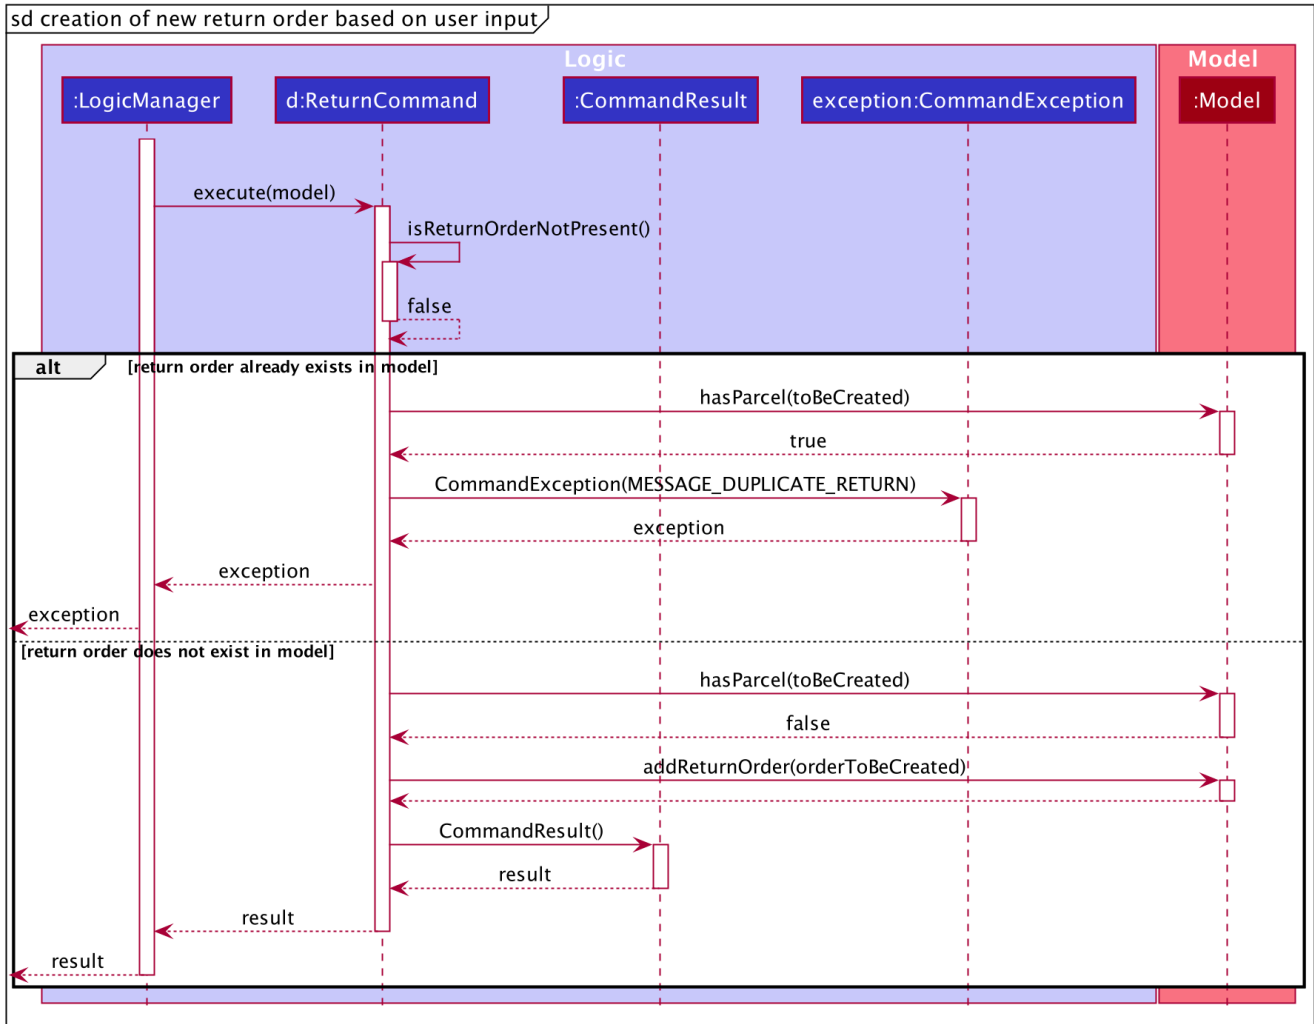 sd creation of new return order based on user input
Logic
Model
:LogicManager
d:ReturnCommand
:CommandResult
exception:CommandException
:Model
execute(model)
isReturnOrderNotPresent()
false
alt
[return order already exists in model]
hasParcel(toBeCreated)
true
CommandException(MESSAGE_DUPLICATE_RETURN)
exception
exception
exception
[return order does not exist in model]
hasParcel(toBeCreated)
false
addReturnOrder(orderToBeCreated)
CommandResult()
result
result
result